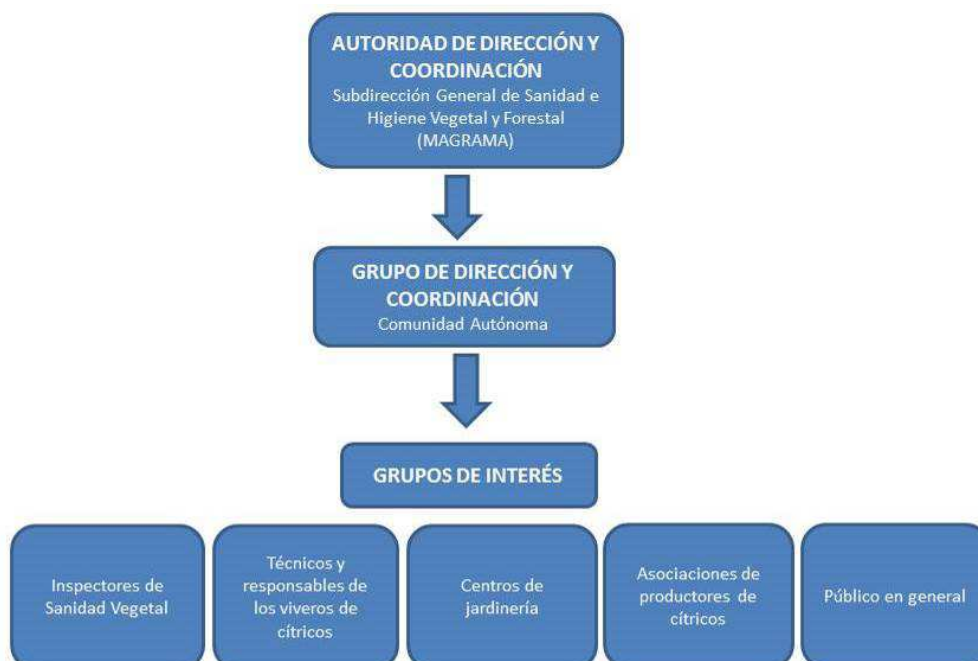 AUTORIDAD DE DIRECCIÓN Y
COORDINACIÓN
Subdirección General de Sanidad e
Higiene Vegetal y Forestal
(MAGRAMA)
GRUPO DE DIRECCIÓN Y
COORDINACIÓN
Comunidad Autónoma
GRUPOS DE INTERÉS
Inspectores de
Sanidad Vegetal
Técnicos y
responsables de
los viveros de
cítricos
Centros de
jardinería
Asociaciones de
productores de
cítricos
Público en general